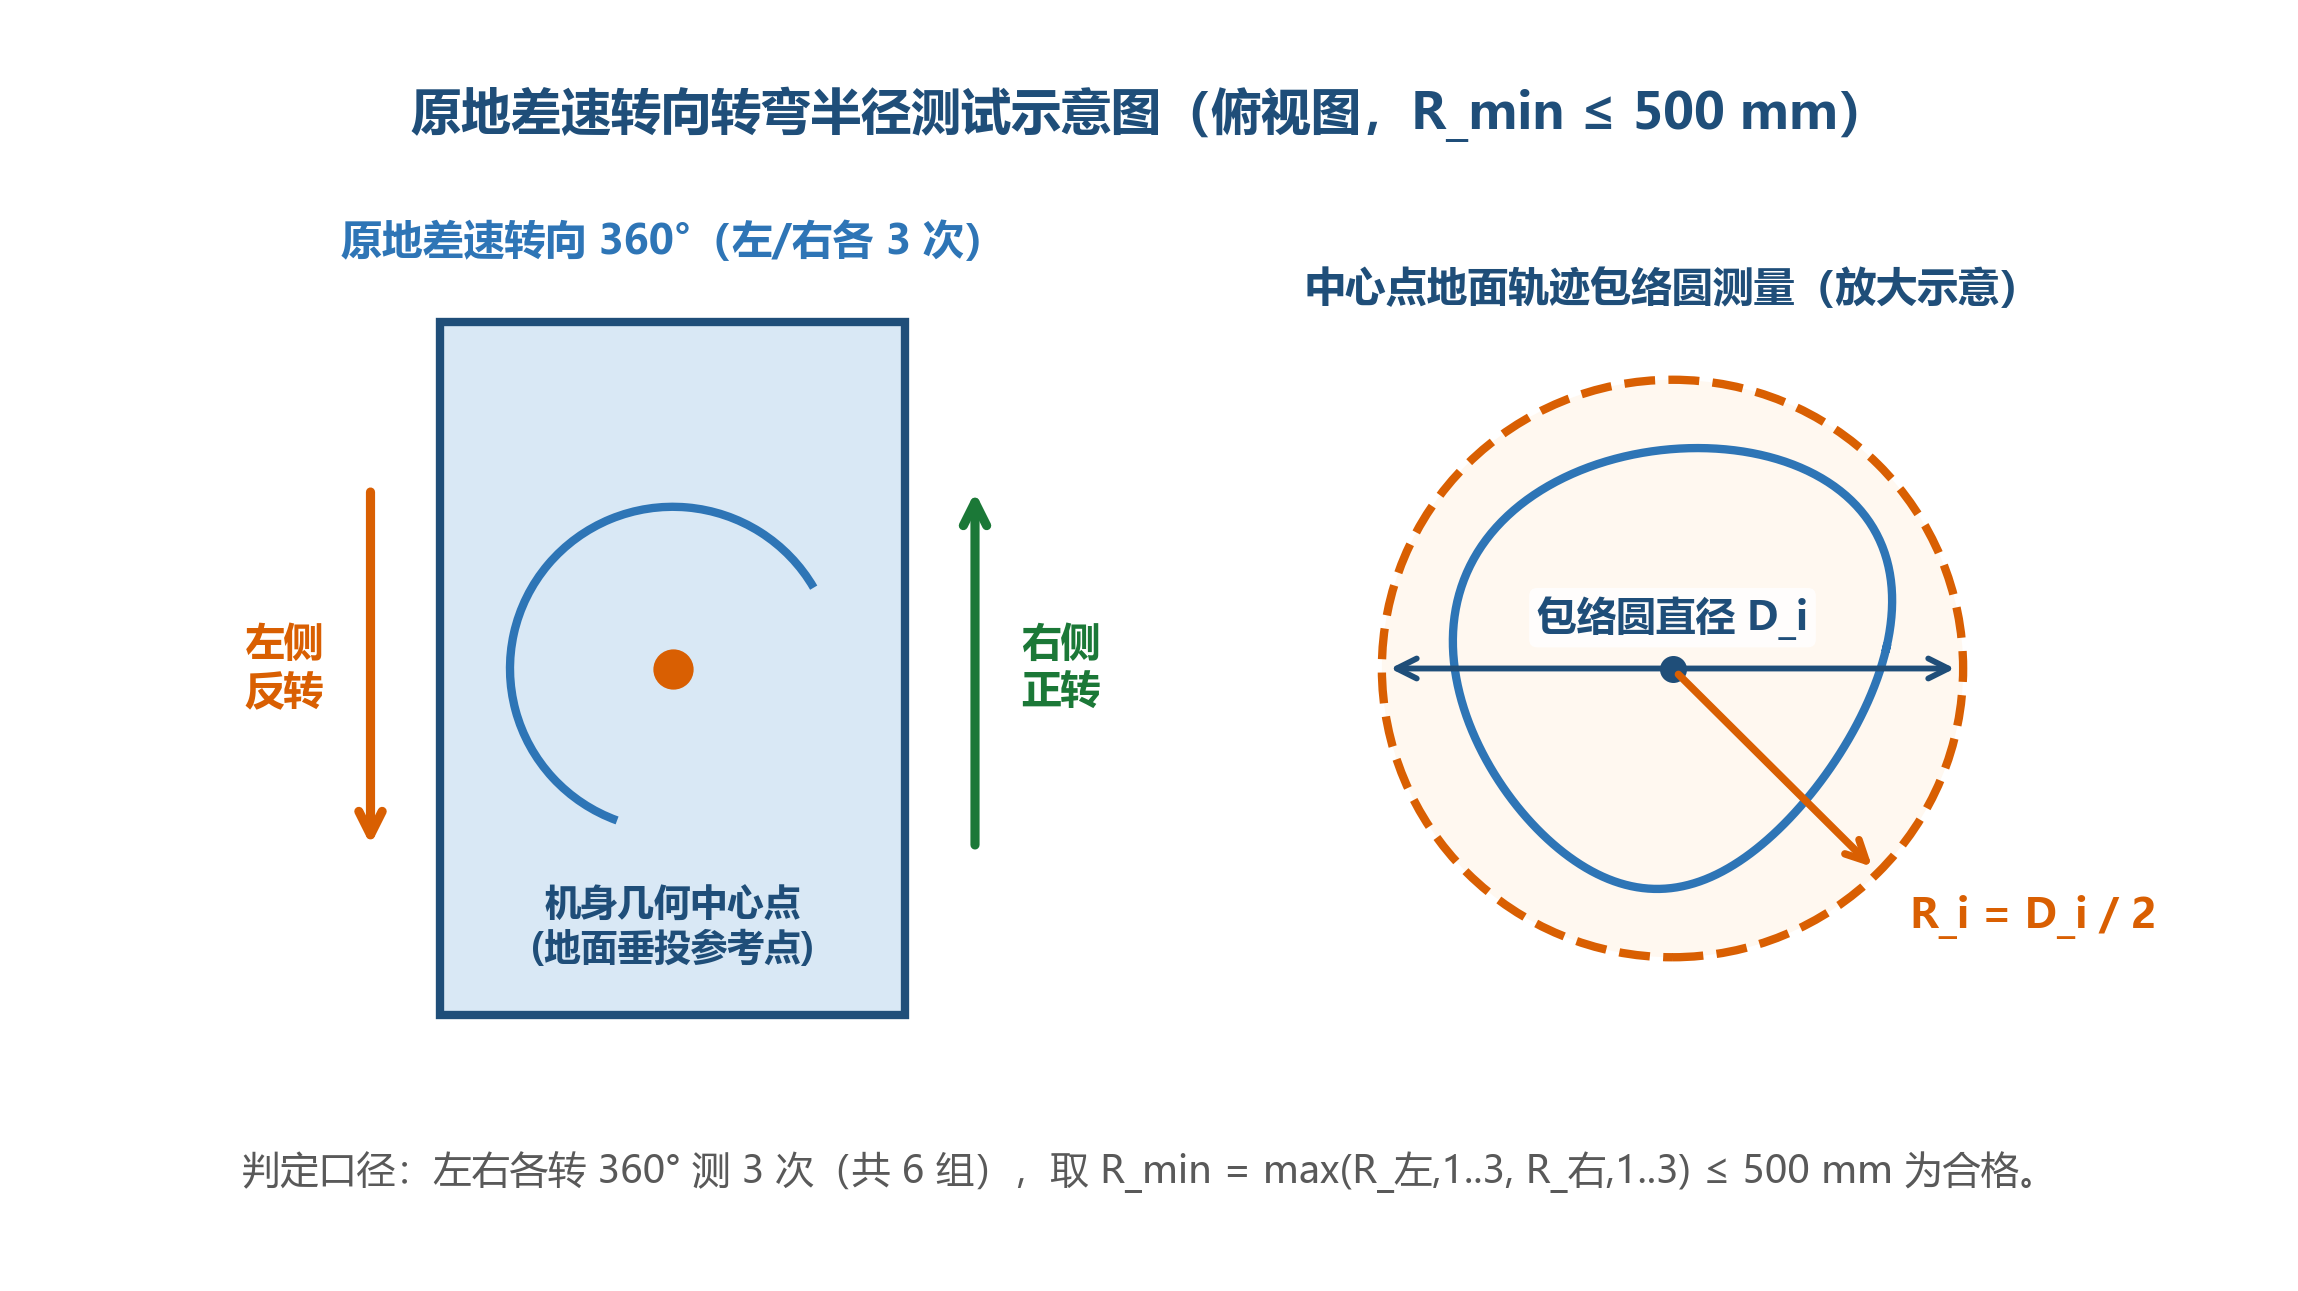 原地差速转向转弯半径测试示意图（俯视图，R_min ≤ 500 mm）
原地差速转向 360°（左/右各 3 次）
中心点地面轨迹包络圆测量（放大示意）
左侧
反转
右侧
正转
机身几何中心点
(地面垂投参考点)
包络圆直径 D_i
R_i = D_i / 2
判定口径：左右各转 360° 测 3 次（共 6 组），取 R_min = max(R_左,1..3, R_右,1..3) ≤ 500 mm 为合格。